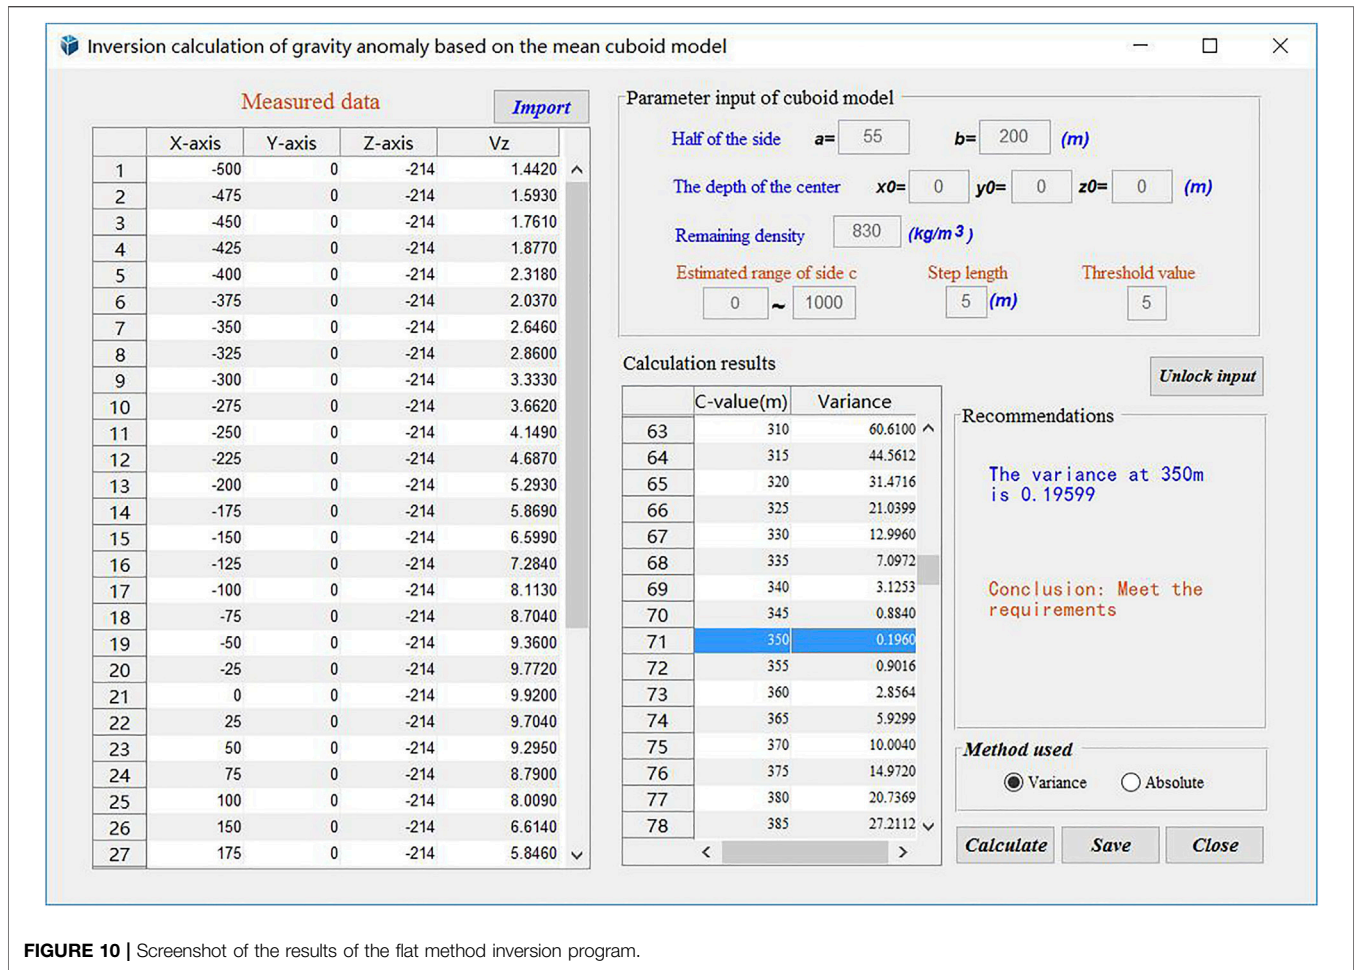 Inversion calculation of gravity anomaly based on the mean cuboid model
Measured data
Import
X-axis Y-axis Z-axis Vz
1 -500 0 -214 1.4420
2 -475 0 -214 1.5930
3 -450 0 -214 1.7610
4 -425 0 -214 1.8770
5 -400 0 -214 2.3180
6 -375 0 -214 2.0370
7 -350 0 -214 2.6460
8 -325 0 -214 2.8600
9 -300 0 -214 3.3330
10 -275 0 -214 3.6620
11 -250 0 -214 4.1490
12 -225 0 -214 4.6870
13 -200 0 -214 5.2930
14 -175 0 -214 5.8690
15 -150 0 -214 6.5990
16 -125 0 -214 7.2840
17 -100 0 -214 8.1130
18 -75 0 -214 8.7040
19 -50 0 -214 9.3600
20 -25 0 -214 9.7720
21 0 0 -214 9.9200
22 25 0 -214 9.7040
23 50 0 -214 9.2950
24 75 0 -214 8.7900
25 100 0 -214 8.0090
26 150 0 -214 6.6140
27 175 0 -214 5.8460
Parameter input of cuboid model
Half of the side a= 55 b= 200 (m)
The depth of the center x0= 0 y0= 0 z0= 0 (m)
Remaining density 830 (kg/m3)
Estimated range of side c Step length Threshold value
0 ~ 1000 5 (m) 5
Calculation results
C-value(m) Variance
63 310 60.6100
64 315 44.5612
65 320 31.4716
66 325 21.0399
67 330 12.9960
68 335 7.0972
69 340 3.1253
70 345 0.8840
71 350 0.1960
72 355 0.9016
73 360 2.8564
74 365 5.9299
75 370 10.0040
76 375 14.9720
77 380 20.7369
78 385 27.2112
Unlock input
Recommendations
The variance at 350m
is 0.19599
Conclusion: Meet the
requirements
Method used
Variance Absolute
Calculate Save Close
FIGURE 10 | Screenshot of the results of the flat method inversion program.